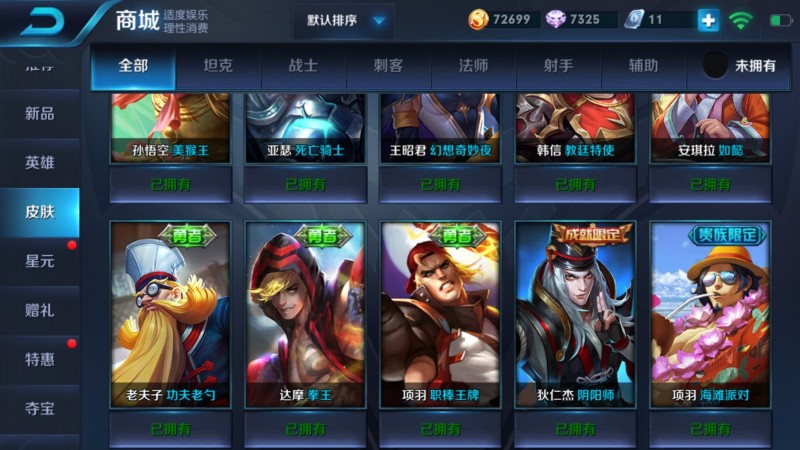 商城
适度娱乐
理性消费
默认排序
72699
7325
11
全部
坦克
战士
刺客
法师
射手
辅助
未拥有
推荐
新品
英雄
皮肤
星元
赠礼
特惠
夺宝
孙悟空 美猴王
亚瑟 死亡骑士
王昭君 幻想奇妙夜
韩信 教廷特使
安琪拉 如懿
已拥有
已拥有
已拥有
已拥有
已拥有
勇者
勇者
勇者
成就限定
贵族限定
老夫子 功夫老勺
达摩 拳王
项羽 职棒王牌
狄仁杰 阴阳师
项羽 海滩派对
已拥有
已拥有
已拥有
已拥有
已拥有